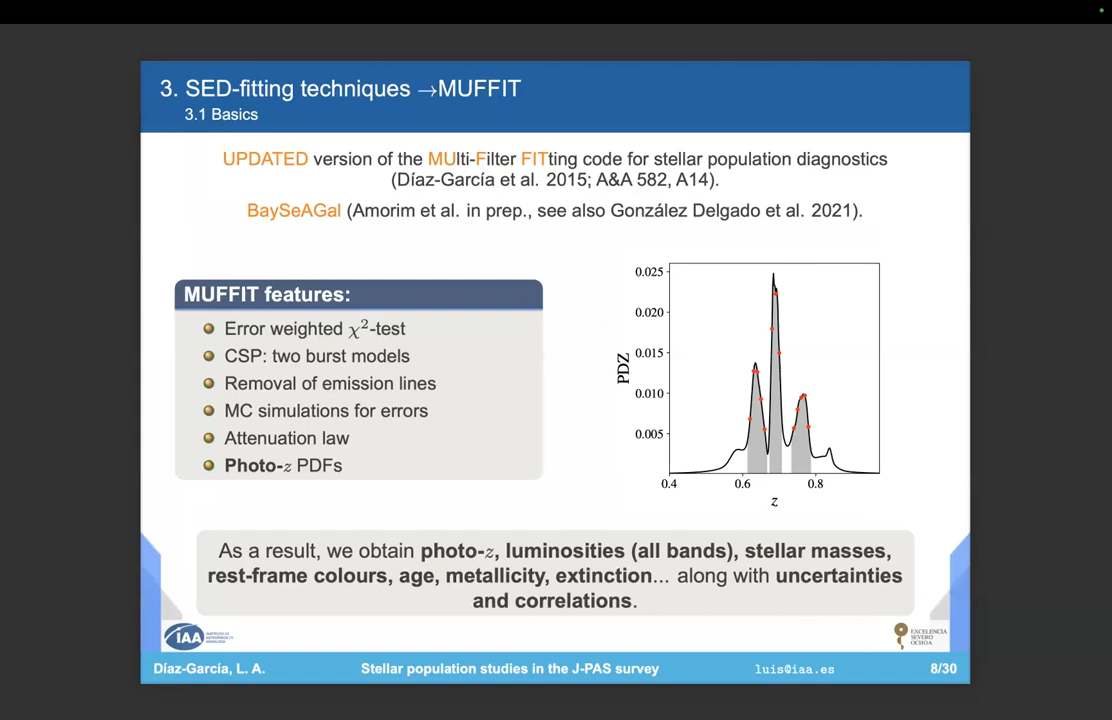 3. SED-fitting techniques →MUFFIT
3.1 Basics
UPDATED version of the MUlti-Filter FITting code for stellar population diagnostics
(Díaz-García et al. 2015; A&A 582, A14).
BaySeAGal (Amorim et al. in prep., see also González Delgado et al. 2021).
MUFFIT features:
Error weighted χ²-test
CSP: two burst models
Removal of emission lines
MC simulations for errors
Attenuation law
Photo-z PDFs
0.025
0.020
0.015
0.010
0.005
PDZ
0.4 0.6 0.8
z
As a result, we obtain photo-z, luminosities (all bands), stellar masses,
rest-frame colours, age, metallicity, extinction... along with uncertainties
and correlations.
IAA
EXCELENCIA
SEVERO
OCHOA
Díaz-García, L. A. Stellar population studies in the J-PAS survey luis@iaa.es 8/30